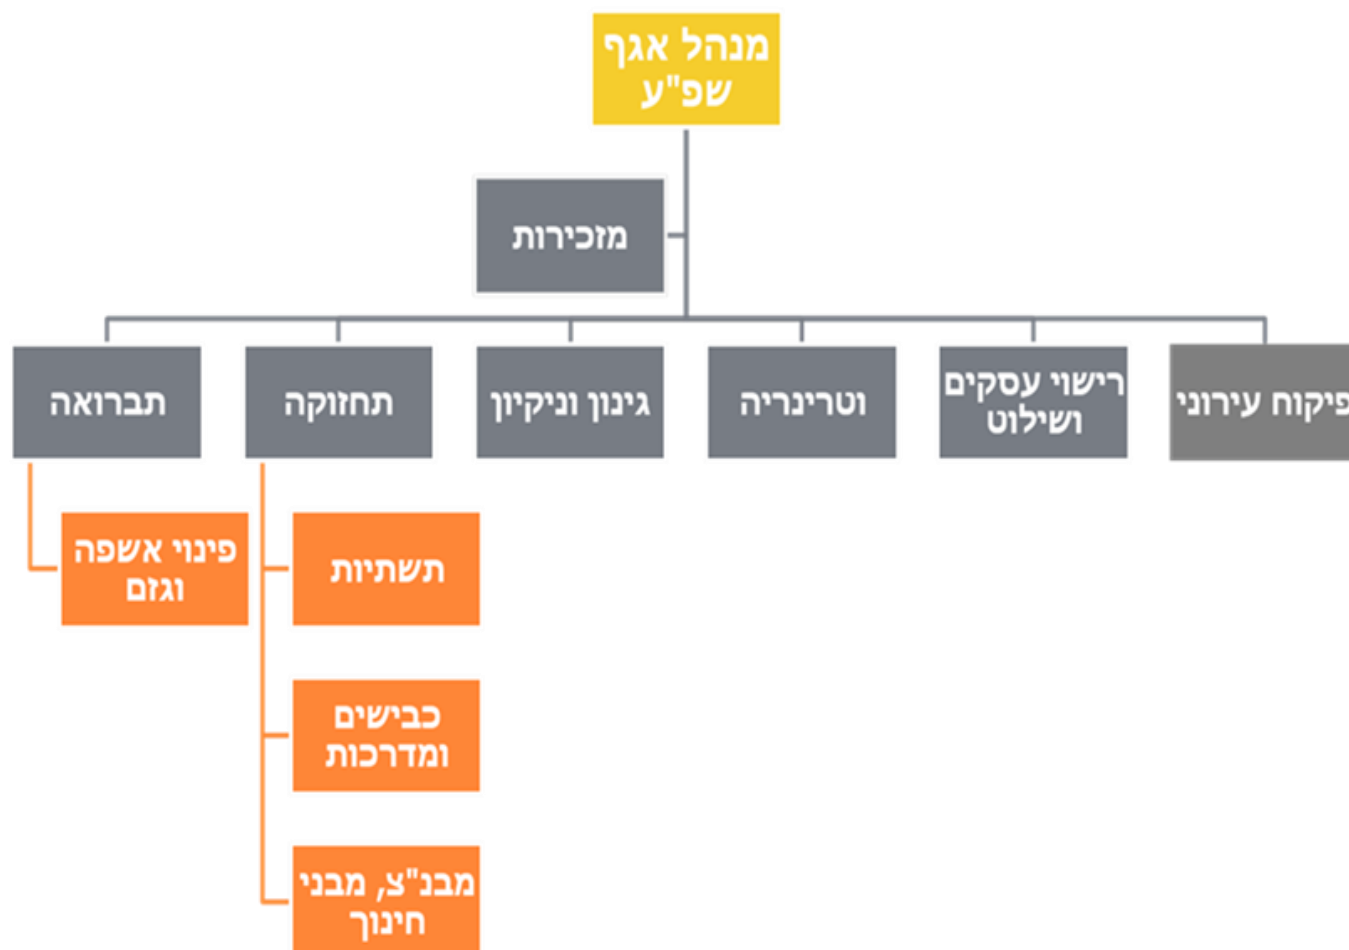 מנהל אגף
שפ"ע
מזכירות
פיקוח עירוני
רישוי עסקים
ושילוט
וטרינריה
גינון וניקיון
תחזוקה
תברואה
תשתיות
פינוי אשפה
וגזם
כבישים
ומדרכות
מבנ"צ, מבני
חינוך